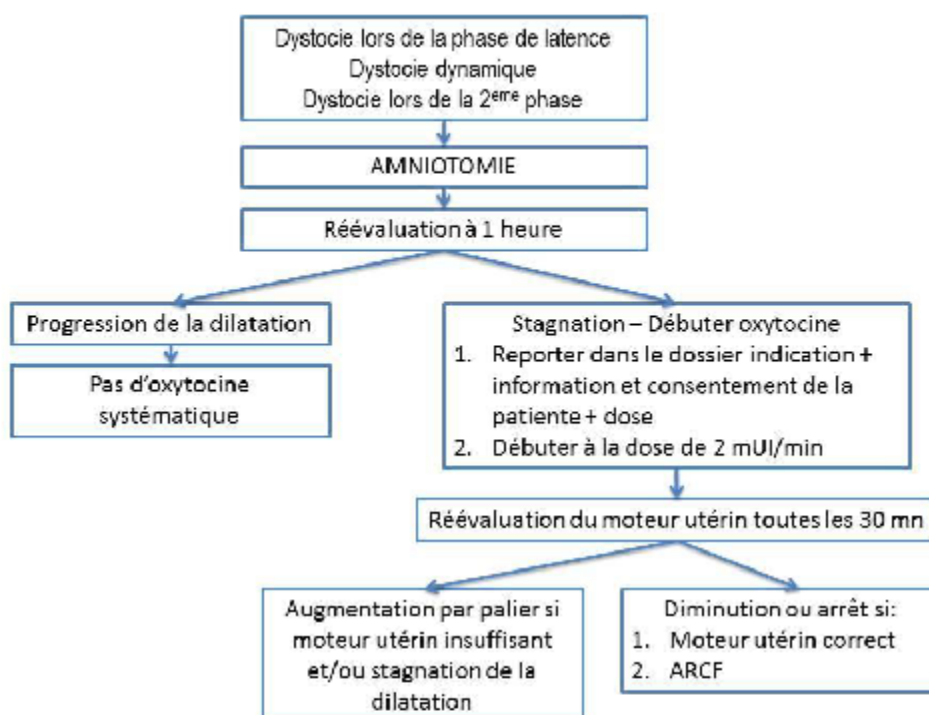 Dystocie lors de la phase de latence
Dystocie dynamique
Dystocie lors de la 2ème phase
AMNIOTOMIE
Réévaluation à 1 heure
Progression de la dilatation
Pas d'oxytocine
systématique
Stagnation – Débuter oxytocine
1. Reporter dans le dossier indication +
information et consentement de la
patiente + dose
2. Débuter à la dose de 2 mUI/min
Réévaluation du moteur utérin toutes les 30 mn
Augmentation par palier si
moteur utérin insuffisant
et/ou stagnation de la
dilatation
Diminution ou arrêt si:
1. Moteur utérin correct
2. ARCF